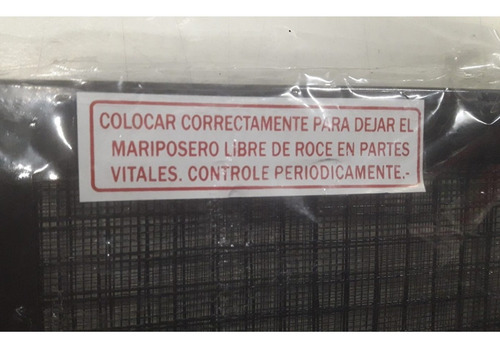 COLOCAR CORRECTAMENTE PARA DEJAR EL
MARIPOSERO LIBRE DE ROCE EN PARTES
VITALES. CONTROLE PERIODICAMENTE.-